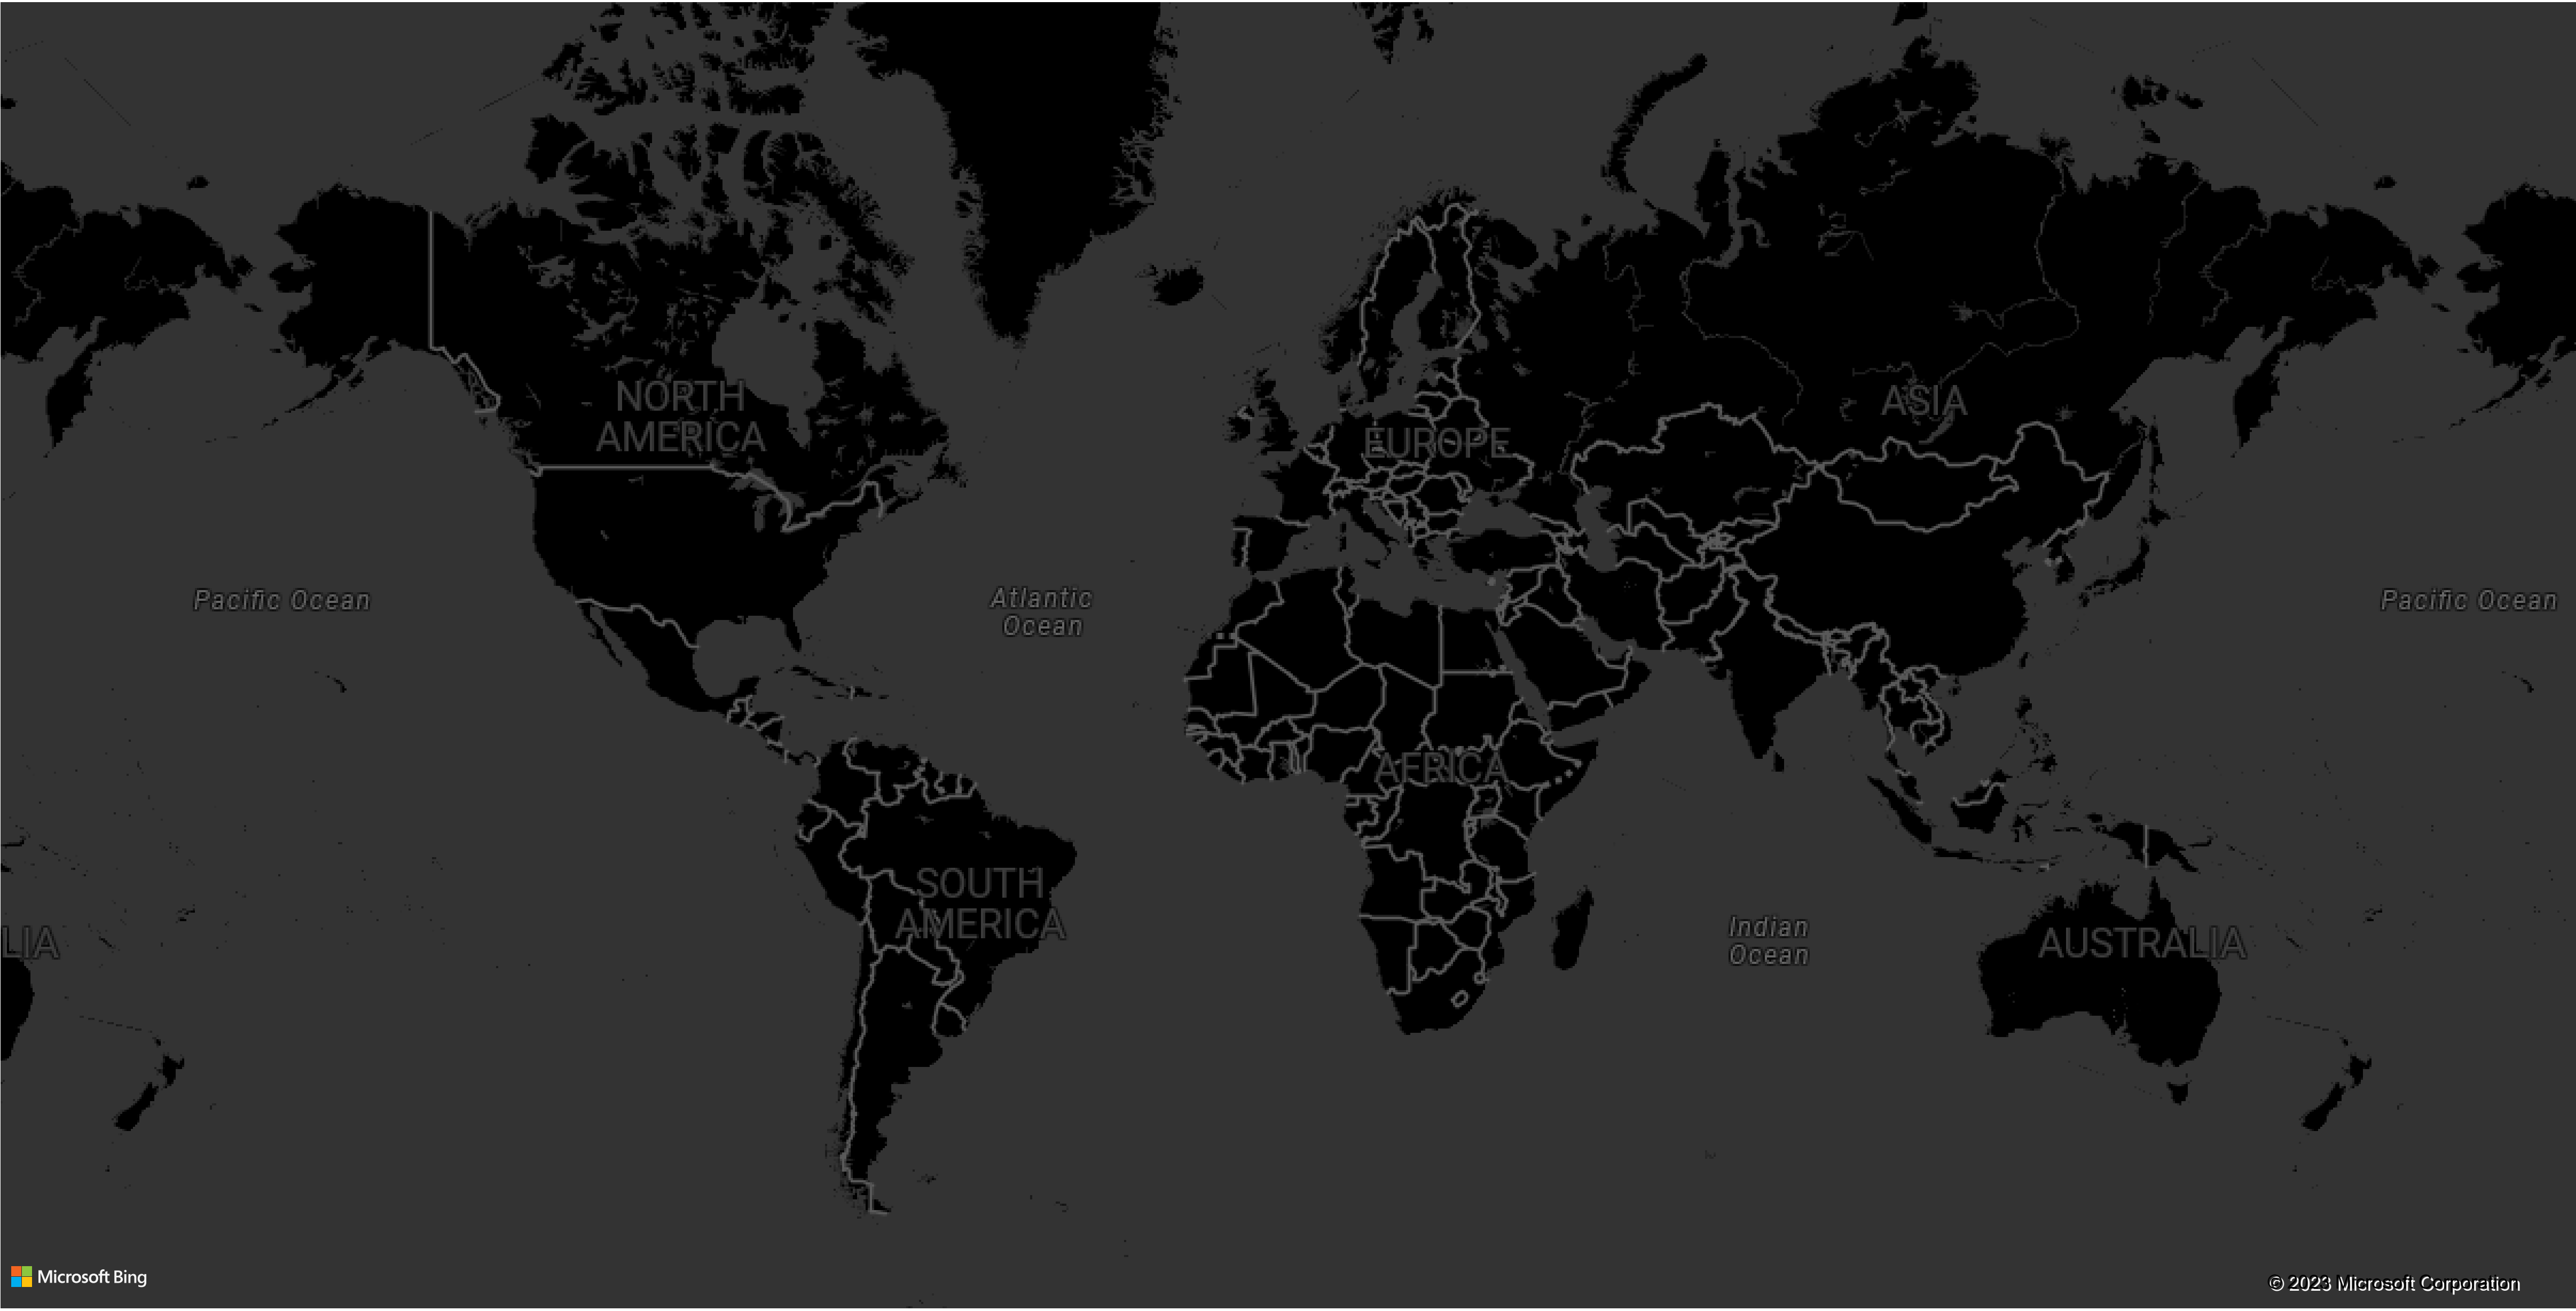 NORTH
AMERICA
ASIA
EUROPE
Pacific Ocean
Atlantic
Ocean
Pacific Ocean
AFRICA
SOUTH
AMERICA
Indian
Ocean
LIA
AUSTRALIA
Microsoft Bing
© 2023 Microsoft Corporation